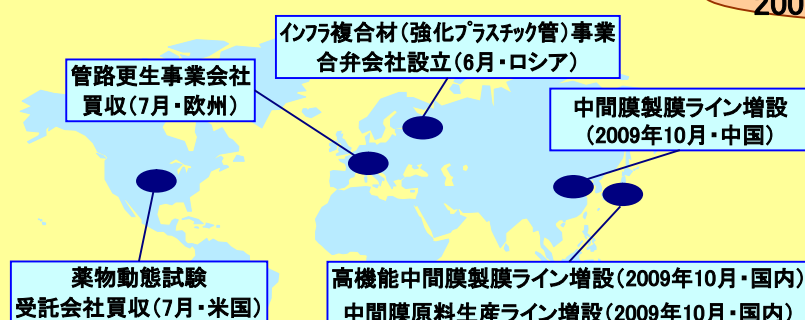 200
インフラ複合材(強化プラスチック管)事業
合弁会社設立(6月・ロシア)
管路更生事業会社
買収(7月・欧州)
中間膜製膜ライン増設
(2009年10月・中国)
薬物動態試験
受託会社買収(7月・米国)
高機能中間膜製膜ライン増設(2009年10月・国内)
中間膜原料生産ライン増設(2009年10月・国内)